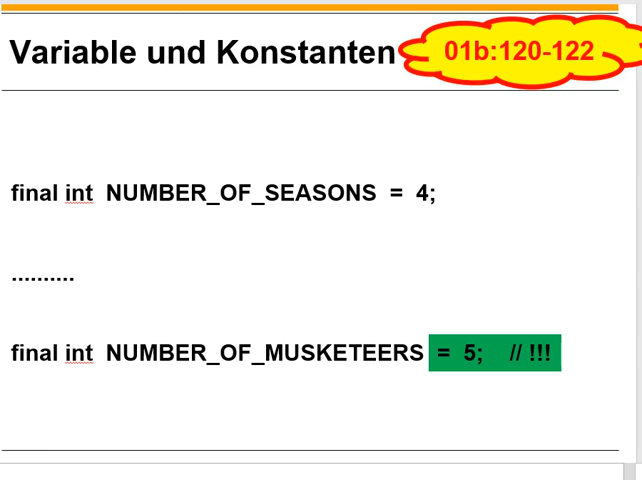 Variable und Konstanten
01b:120-122
final int NUMBER_OF_SEASONS = 4;
..........
final int NUMBER_OF_MUSKETEERS = 5; // !!!